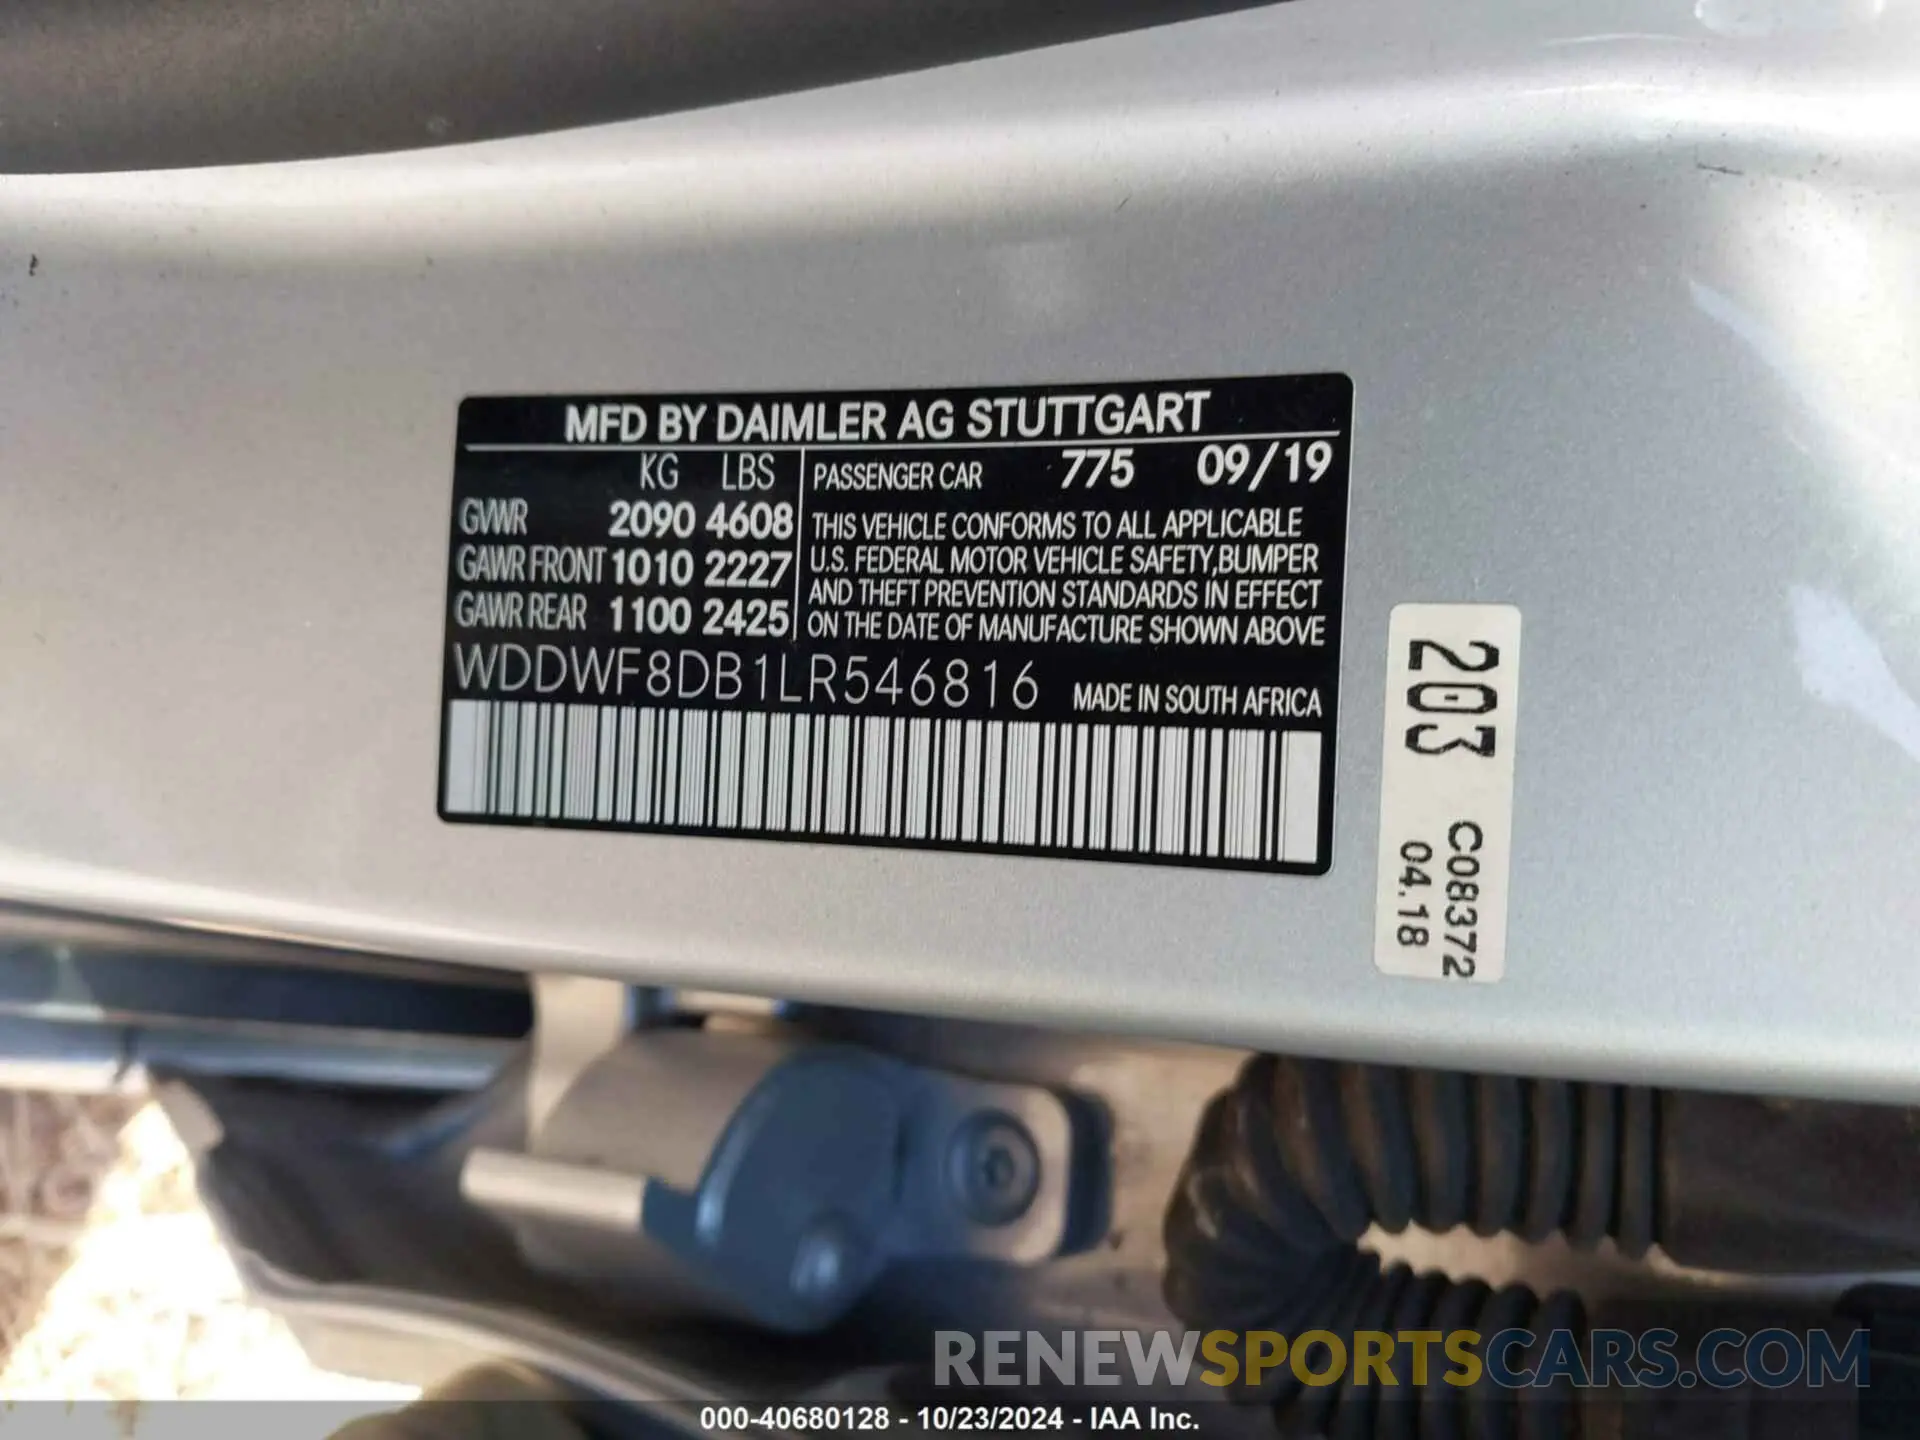 MFD BY DAIMLER AG STUTTGART
KG LBS
GVWR 2090 4608
GAWR FRONT 1010 2227
GAWR REAR 1100 2425
PASSENGER CAR 775 09/19
THIS VEHICLE CONFORMS TO ALL APPLICABLE
U.S. FEDERAL MOTOR VEHICLE SAFETY, BUMPER
AND THEFT PREVENTION STANDARDS IN EFFECT
ON THE DATE OF MANUFACTURE SHOWN ABOVE
WDDWF8DB1LR546816 MADE IN SOUTH AFRICA
203
C08372
04.18
RENEWSPORTSCARS.COM
000-40680128 - 10/23/2024 - IAA Inc.